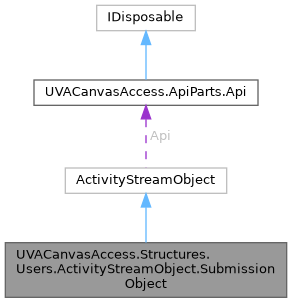 IDisposable
UVACanvasAccess.ApiParts.Api
Api
ActivityStreamObject
UVACanvasAccess.Structures.
Users.ActivityStreamObject.Submission
Object